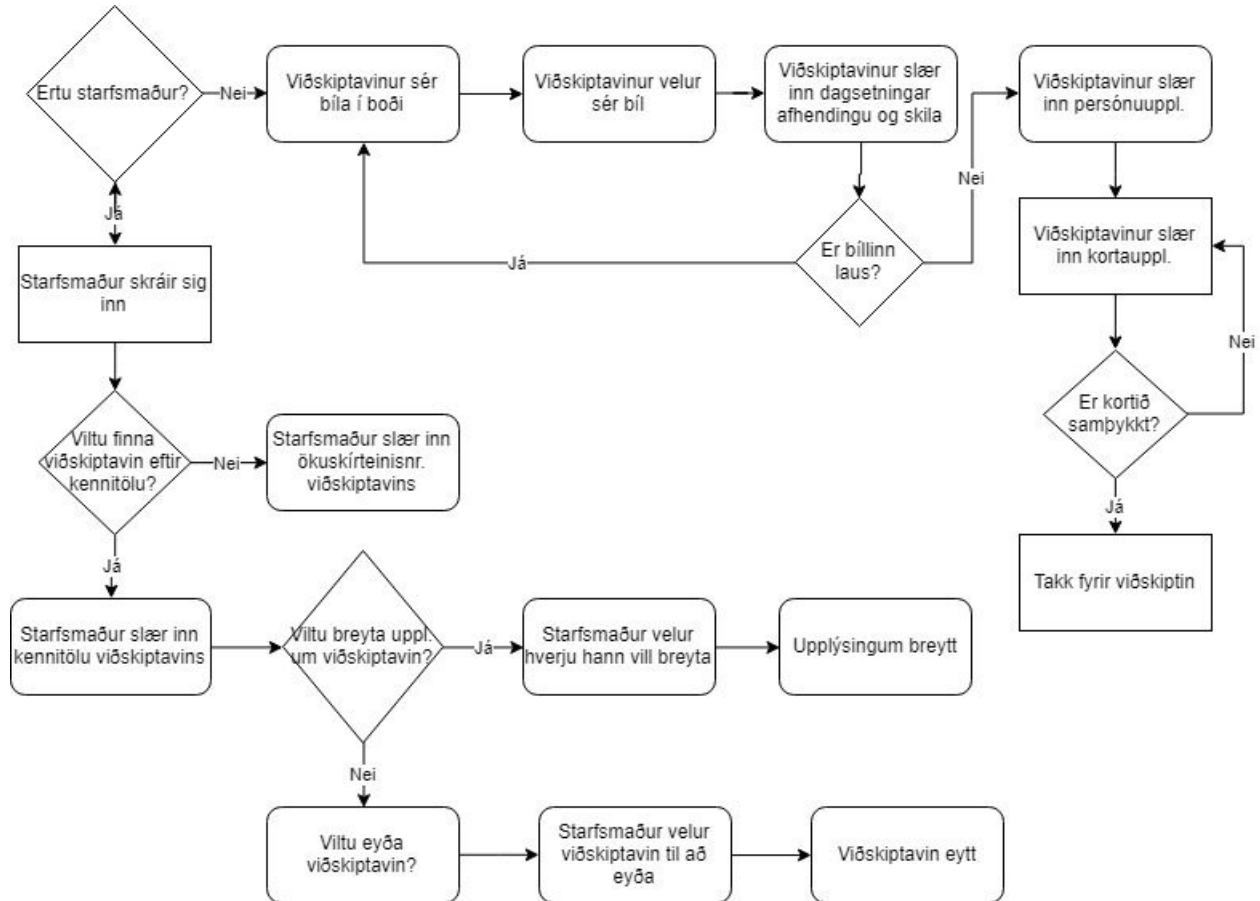 Ertu starfsmaður?
Nei
Viðskiptavinur sér
bíla í boði
Viðskiptavinur velur
sér bíl
Viðskiptavinur slær
inn dagsetningar
afhendingu og skila
Viðskiptavinur slær
inn persónuuppl.
Já
Er bíllinn
laus?
Já
Nei
Viðskiptavinur slær
inn kortauppl.
Nei
Er kortið
samþykkt?
Já
Takk fyrir viðskiptin
Starfsmaður skráir sig
inn
Viltu finna
viðskiptavin eftir
kennitölu?
Nei
Starfsmaður slær inn
ökuskírteinisnr.
viðskiptavins
Já
Starfsmaður slær inn
kennitölu viðskiptavins
Viltu breyta uppl.
um viðskiptavin?
Já
Starfsmaður velur
hverju hann vill breyta
Upplýsingum breytt
Nei
Viltu eyða
viðskiptavin?
Starfsmaður velur
viðskiptavin til að
eyða
Viðskiptavin eytt